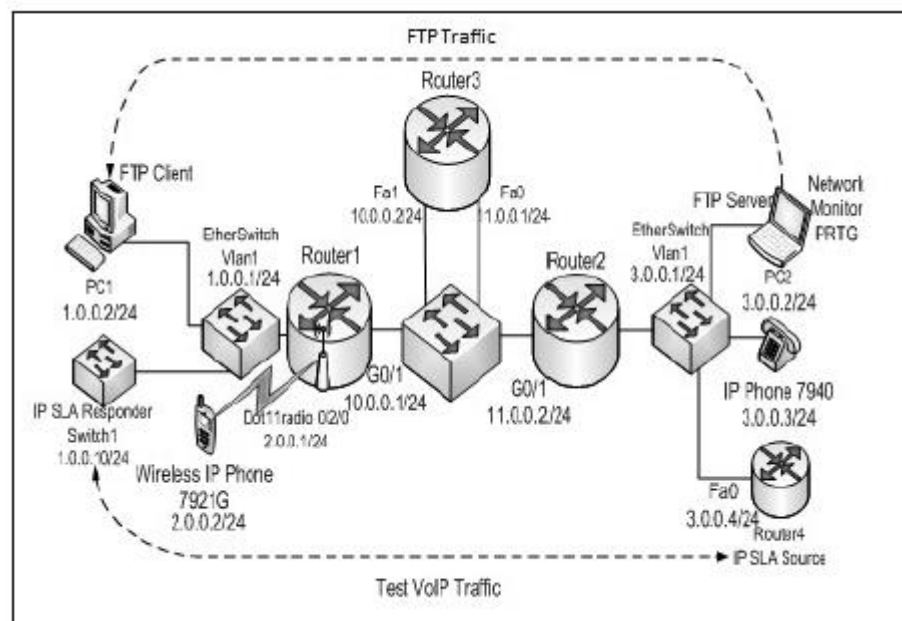 FTP Traffic
Router3
FTP Client
Fa1
10.0.0.2/24
Fa0
11.0.0.1/24
FTP Server
Network
Monitor
PRTG
EtherSwitch
Vlan1
1.0.0.1/24
Router1
Router2
EtherSwitch
Vlan1
3.0.0.1/24
PC1
1.0.0.2/24
PC2
3.0.0.2/24
G0/1
10.0.0.1/24
G0/1
11.0.0.2/24
IP Phone 7940
3.0.0.3/24
IP SLA Responder
Switch1
1.0.0.10/24
Dot11radio 0/2/0
2.0.0.1/24
Wireless IP Phone
7921G
2.0.0.2/24
Fa0
3.0.0.4/24
Router4
IP SLA Source
Test VoIP Traffic